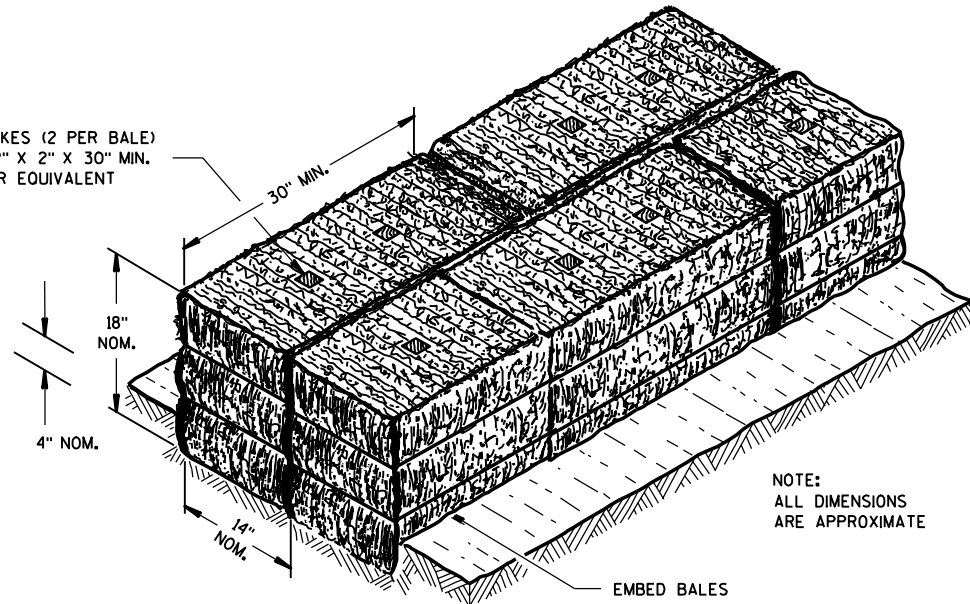 KES (2 PER BALE)
" X 2" X 30" MIN.
R EQUIVALENT
30" MIN.
18"
NOM.
4" NOM.
14"
NOM.
NOTE:
ALL DIMENSIONS
ARE APPROXIMATE
EMBED BALES